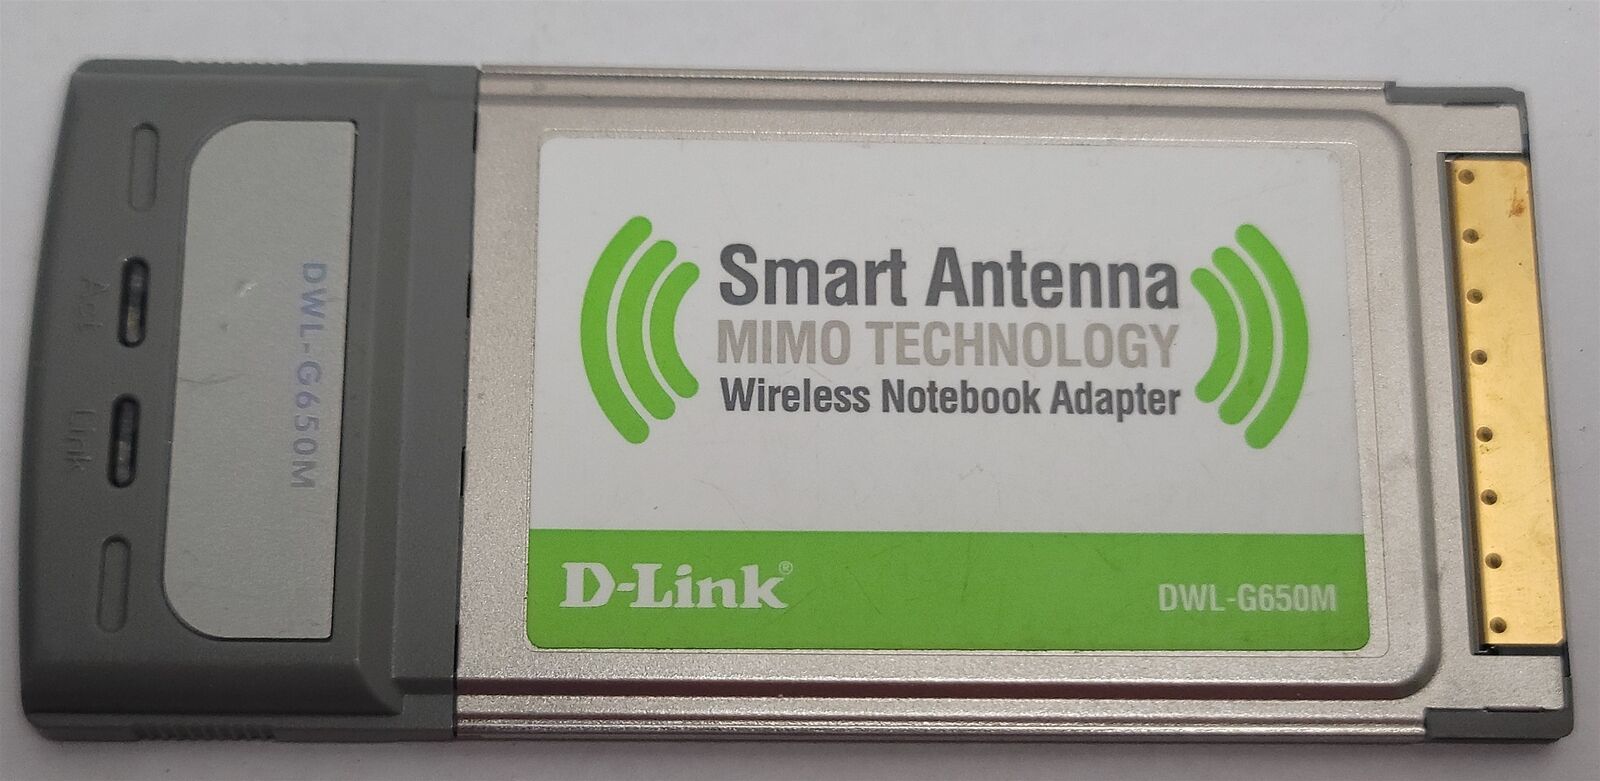 Act
Link
DWL-G650M
Smart Antenna
MIMO TECHNOLOGY
Wireless Notebook Adapter
D-Link®
DWL-G650M